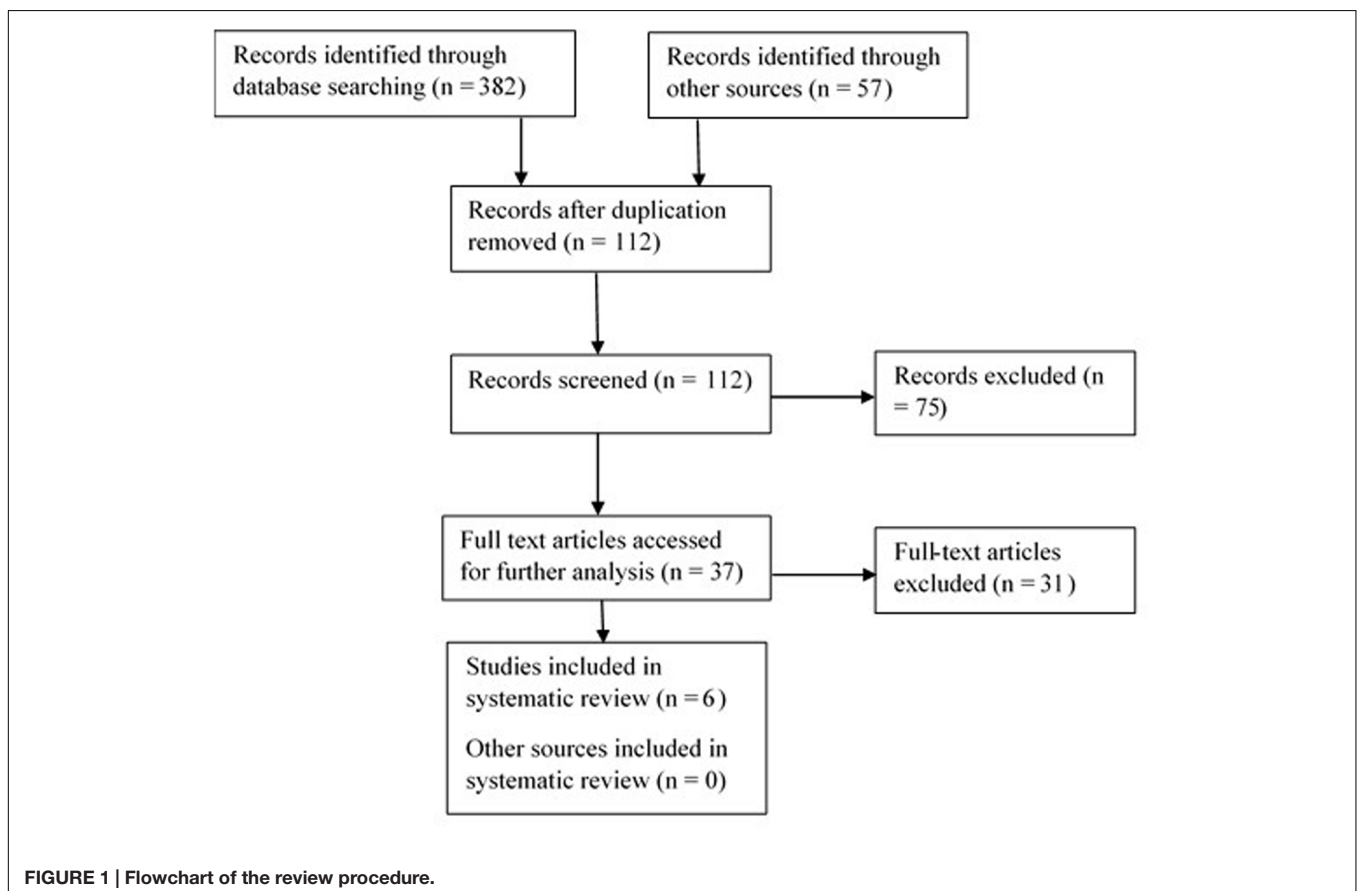 Records identified through
database searching (n = 382)
Records identified through
other sources (n = 57)
Records after duplication
removed (n = 112)
Records screened (n = 112)
Records excluded (n
= 75)
Full text articles accessed
for further analysis (n = 37)
Full-text articles
excluded (n = 31)
Studies included in
systematic review (n = 6)
Other sources included in
systematic review (n = 0)
FIGURE 1 | Flowchart of the review procedure.